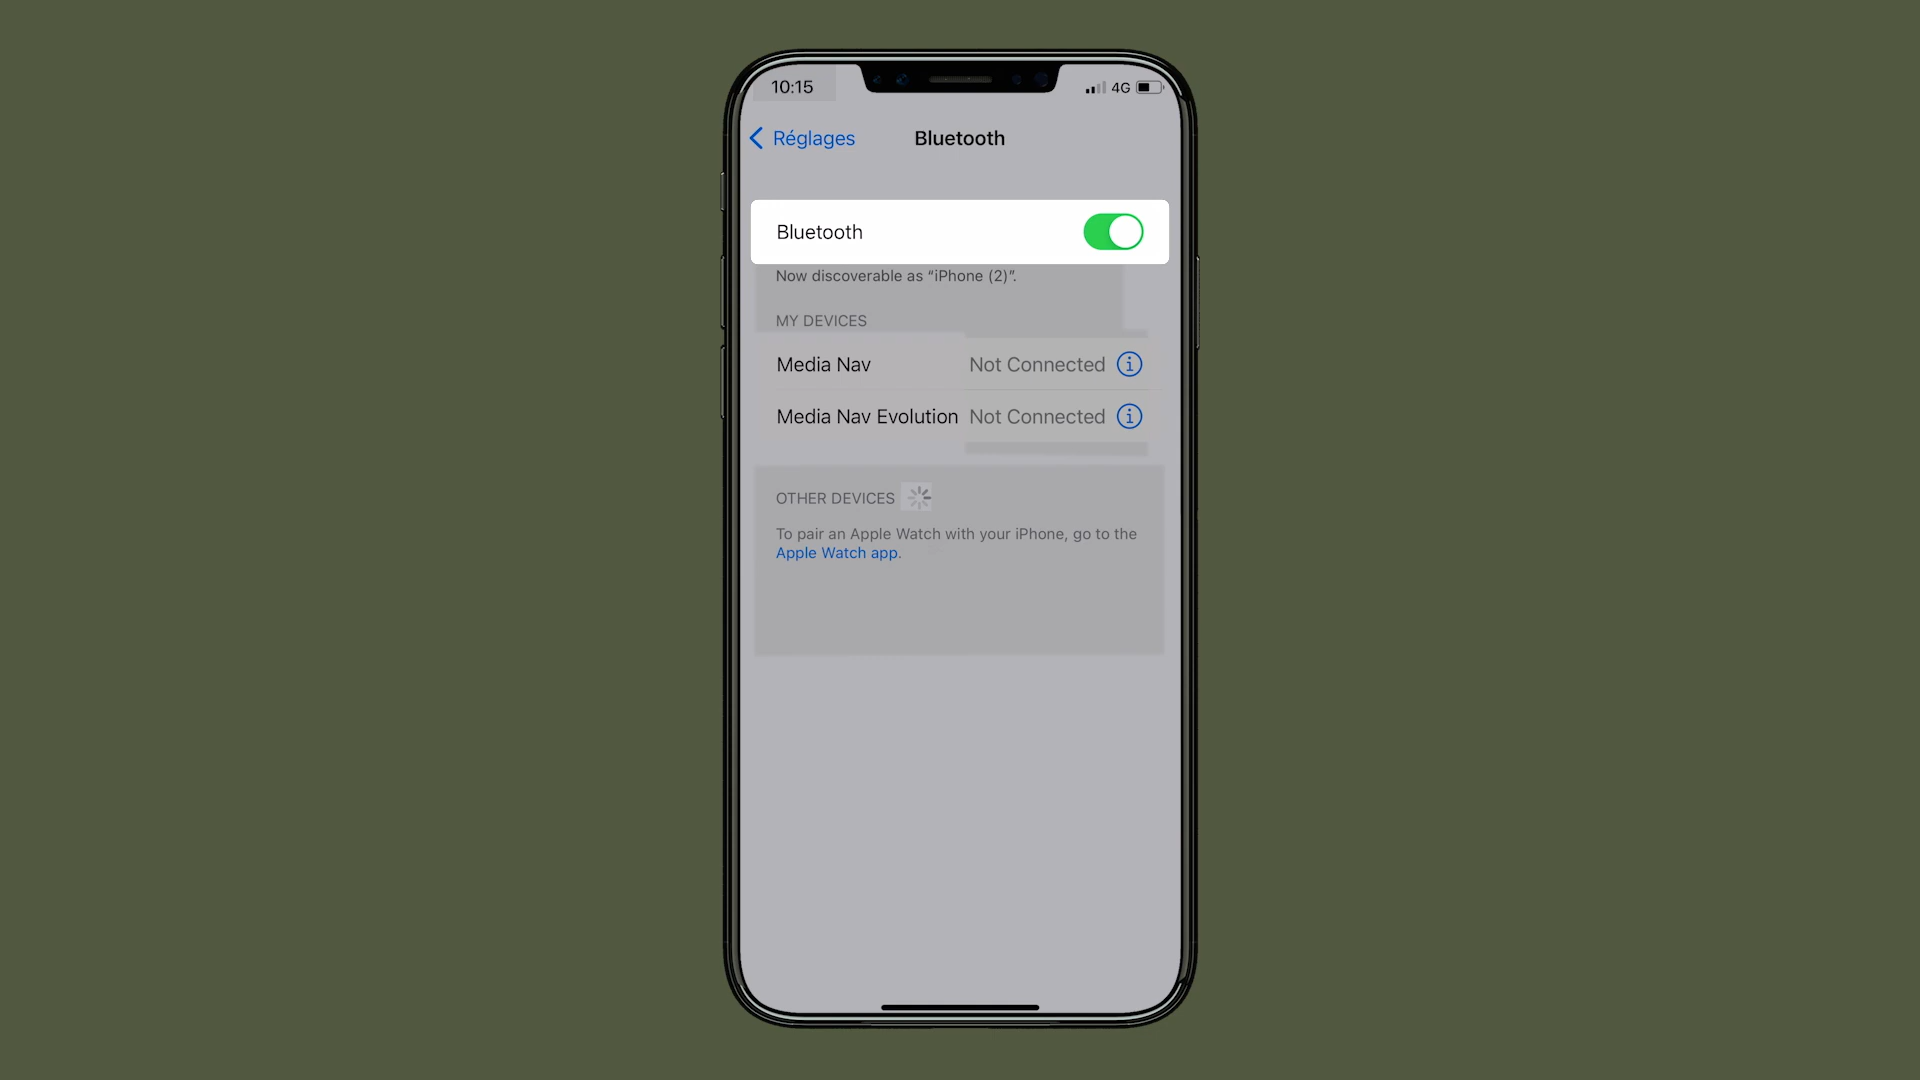 10:15
4G
Réglages
Bluetooth
Bluetooth
Now discoverable as “iPhone (2)”.
MY DEVICES
Media Nav Not Connected
Media Nav Evolution Not Connected
OTHER DEVICES
To pair an Apple Watch with your iPhone, go to the
Apple Watch app.